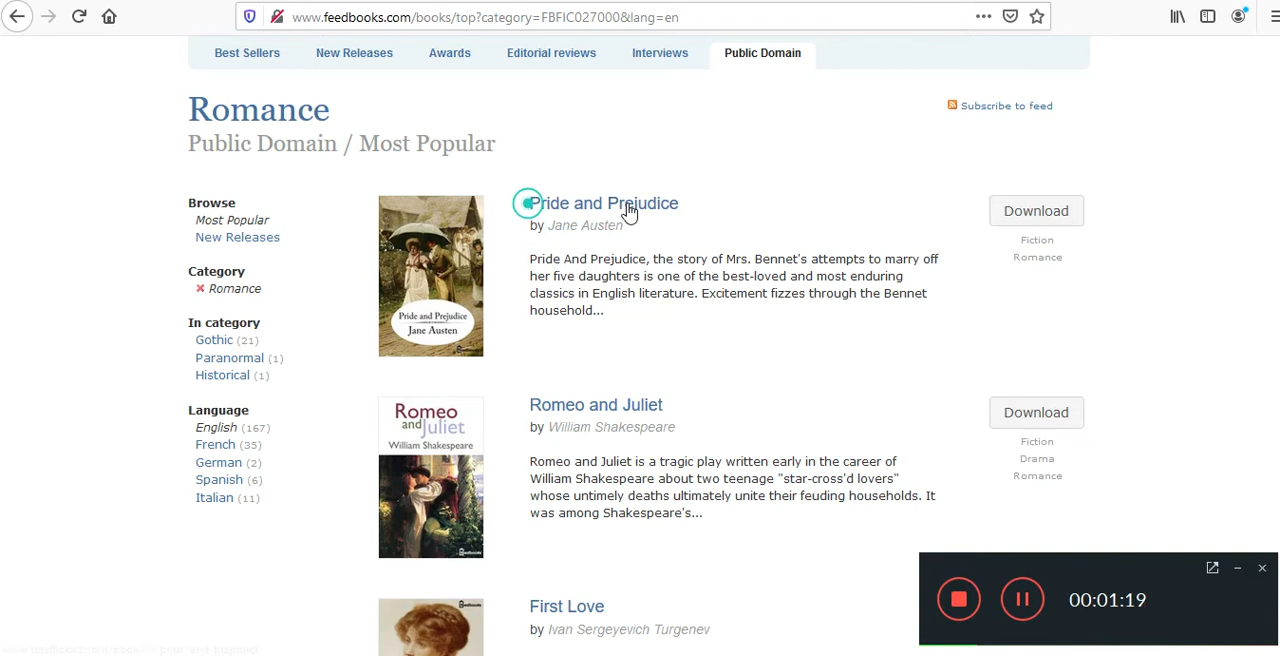 www.feedbooks.com/books/top?category=FBFIC027000&lang=en
Best Sellers
New Releases
Awards
Editorial reviews
Interviews
Public Domain
Romance
Subscribe to feed
Public Domain / Most Popular
Browse
Most Popular
New Releases
Category
Romance
In category
Gothic (21)
Paranormal (1)
Historical (1)
Language
English (167)
French (35)
German (2)
Spanish (6)
Italian (11)
Pride and Prejudice
Jane Austen
Pride and Prejudice
by Jane Austen
Pride And Prejudice, the story of Mrs. Bennet's attempts to marry off
her five daughters is one of the best-loved and most enduring
classics in English literature. Excitement fizzes through the Bennet
household...
Download
Fiction
Romance
Romeo
and Juliet
William Shakespeare
feedbooks
Romeo and Juliet
by William Shakespeare
Romeo and Juliet is a tragic play written early in the career of
William Shakespeare about two teenage "star-cross'd lovers"
whose untimely deaths ultimately unite their feuding households. It
was among Shakespeare's...
Download
Fiction
Drama
Romance
feedbooks
First Love
by Ivan Sergeyevich Turgenev
00:01:19